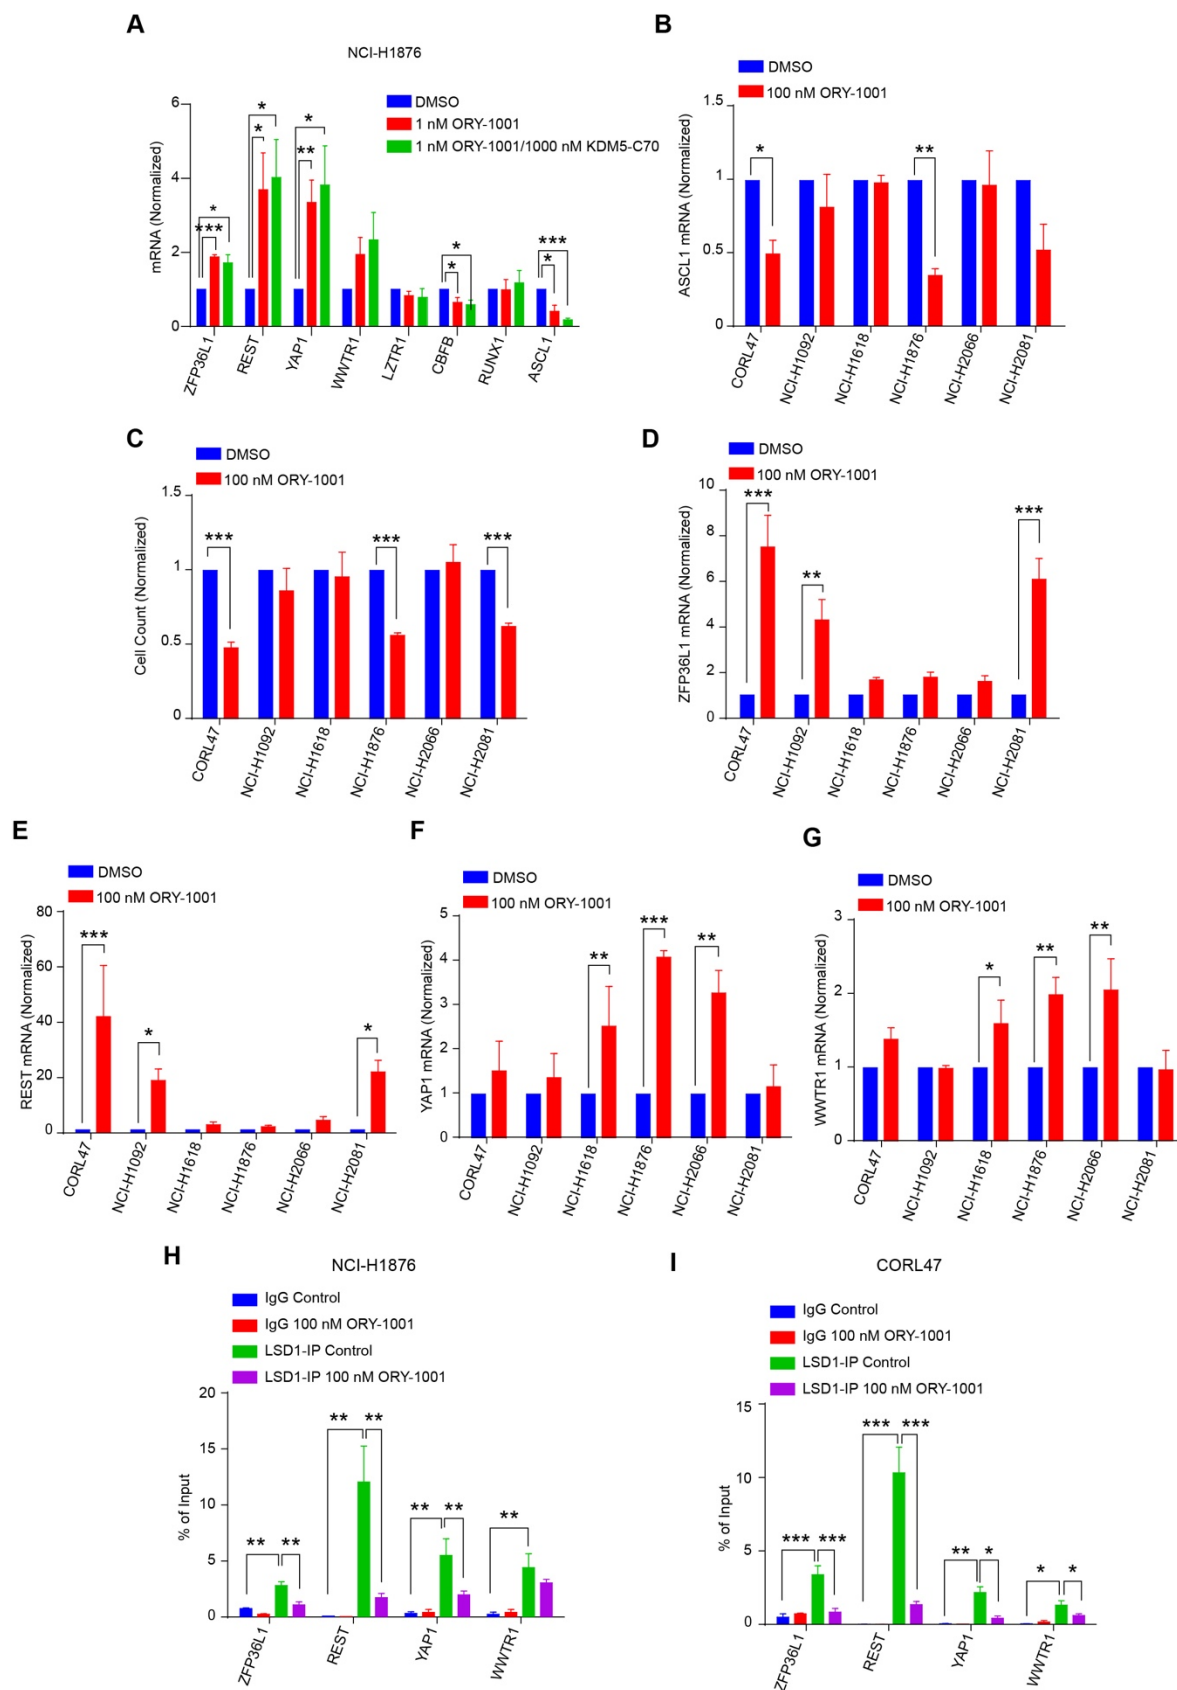 A
NCI-H1876
DMSO
1 nM ORY-1001
1 nM ORY-1001/1000 nM KDM5-C70
mRNA (Normalized)
6
4
2
0
* *** * * ** * * * * ***
ZFP36L1 REST YAP1 WWTR1 LZTR1 CBFB RUNX1 ASCL1
B
DMSO
100 nM ORY-1001
ASCL1 mRNA (Normalized)
1.5
1
0.5
0
* **
CORL47 NCI-H1092 NCI-H1618 NCI-H1876 NCI-H2066 NCI-H2081
C
DMSO
100 nM ORY-1001
Cell Count (Normalized)
1.5
1
0.5
0
*** *** ***
CORL47 NCI-H1092 NCI-H1618 NCI-H1876 NCI-H2066 NCI-H2081
D
DMSO
100 nM ORY-1001
ZFP36L1 mRNA (Normalized)
10
8
6
4
2
0
*** ** ***
CORL47 NCI-H1092 NCI-H1618 NCI-H1876 NCI-H2066 NCI-H2081
E
DMSO
100 nM ORY-1001
REST mRNA (Normalized)
80
60
40
20
0
*** * *
CORL47 NCI-H1092 NCI-H1618 NCI-H1876 NCI-H2066 NCI-H2081
F
DMSO
100 nM ORY-1001
YAP1 mRNA (Normalized)
5
4
3
2
1
0
** *** **
CORL47 NCI-H1092 NCI-H1618 NCI-H1876 NCI-H2066 NCI-H2081
G
DMSO
100 nM ORY-1001
WWTR1 mRNA (Normalized)
3
2
1
0
* ** **
CORL47 NCI-H1092 NCI-H1618 NCI-H1876 NCI-H2066 NCI-H2081
H
NCI-H1876
IgG Control
IgG 100 nM ORY-1001
LSD1-IP Control
LSD1-IP 100 nM ORY-1001
% of Input
20
15
10
5
0
** ** ** ** ** ** **
ZFP36L1 REST YAP1 WWTR1
I
CORL47
IgG Control
IgG 100 nM ORY-1001
LSD1-IP Control
LSD1-IP 100 nM ORY-1001
% of Input
15
10
5
0
*** *** *** *** ** * * *
ZFP36L1 REST YAP1 WWTR1